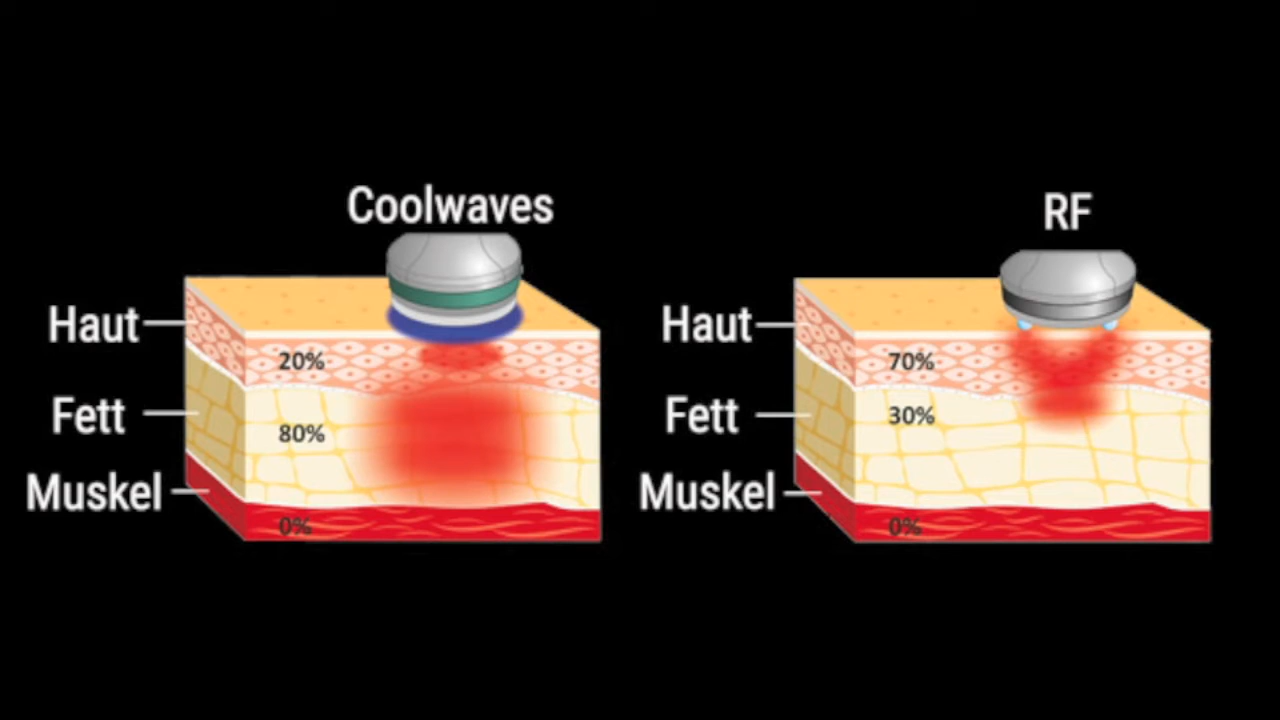 Coolwaves
Haut
20%
Fett
80%
Muskel
0%
RF
Haut
70%
Fett
30%
Muskel
0%